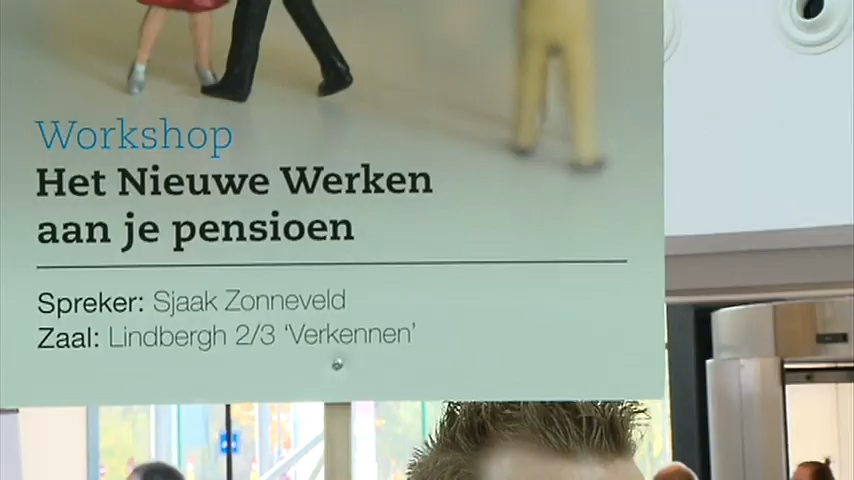 Workshop
Het Nieuwe Werken
aan je pensioen
Spreker: Sjaak Zonneveld
Zaal: Lindbergh 2/3 ‘Verkennen’